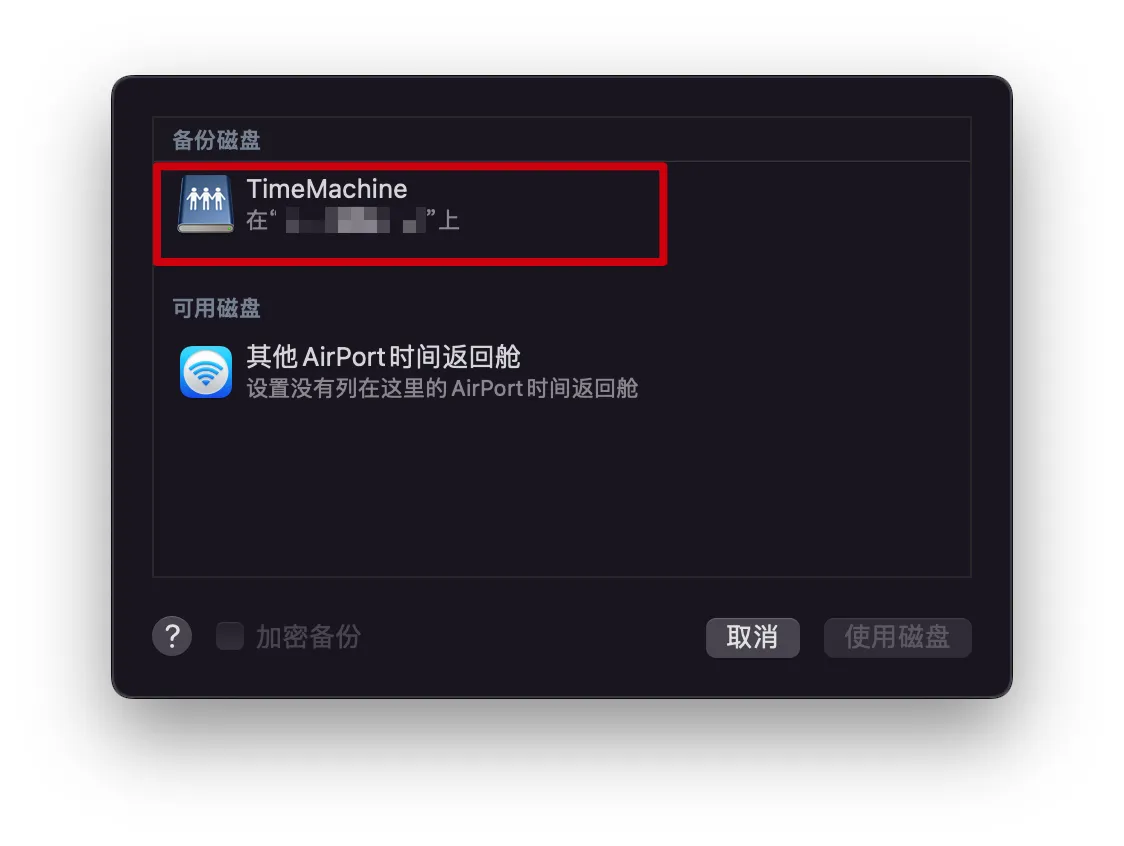 备份磁盘
TimeMachine
在“ ”上
可用磁盘
其他 AirPort 时间返回舱
设置没有列在这里的 AirPort 时间返回舱
? 加密备份 取消 使用磁盘